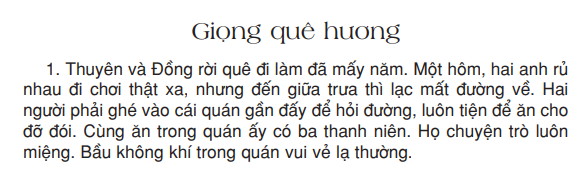 Giọng quê hương
1. Thuyên và Đồng rời quê đi làm đã mấy năm. Một hôm, hai anh rủ
nhau đi chơi thật xa, nhưng đến giữa trưa thì lạc mất đường về. Hai
người phải ghé vào cái quán gần đấy để hỏi đường, luôn tiện để ăn cho
đỡ đói. Cùng ăn trong quán ấy có ba thanh niên. Họ chuyện trò luôn
miệng. Bầu không khí trong quán vui vẻ lạ thường.